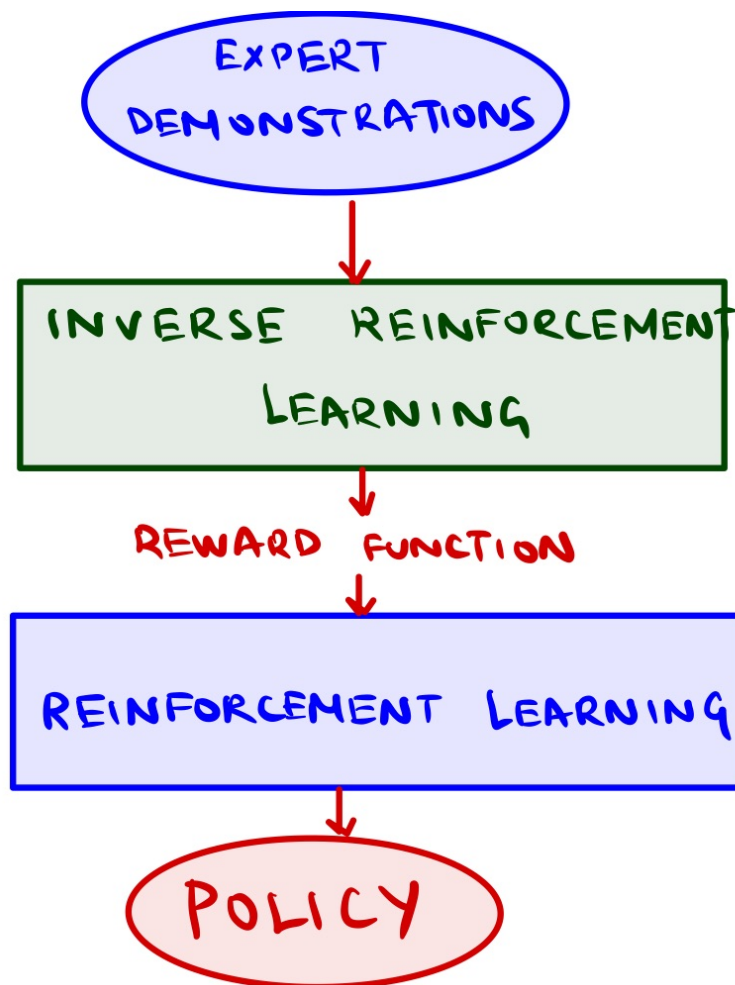 EXPERT
DEMONSTRATIONS
INVERSE REINFORCEMENT
LEARNING
REWARD FUNCTION
REINFORCEMENT LEARNING
POLICY